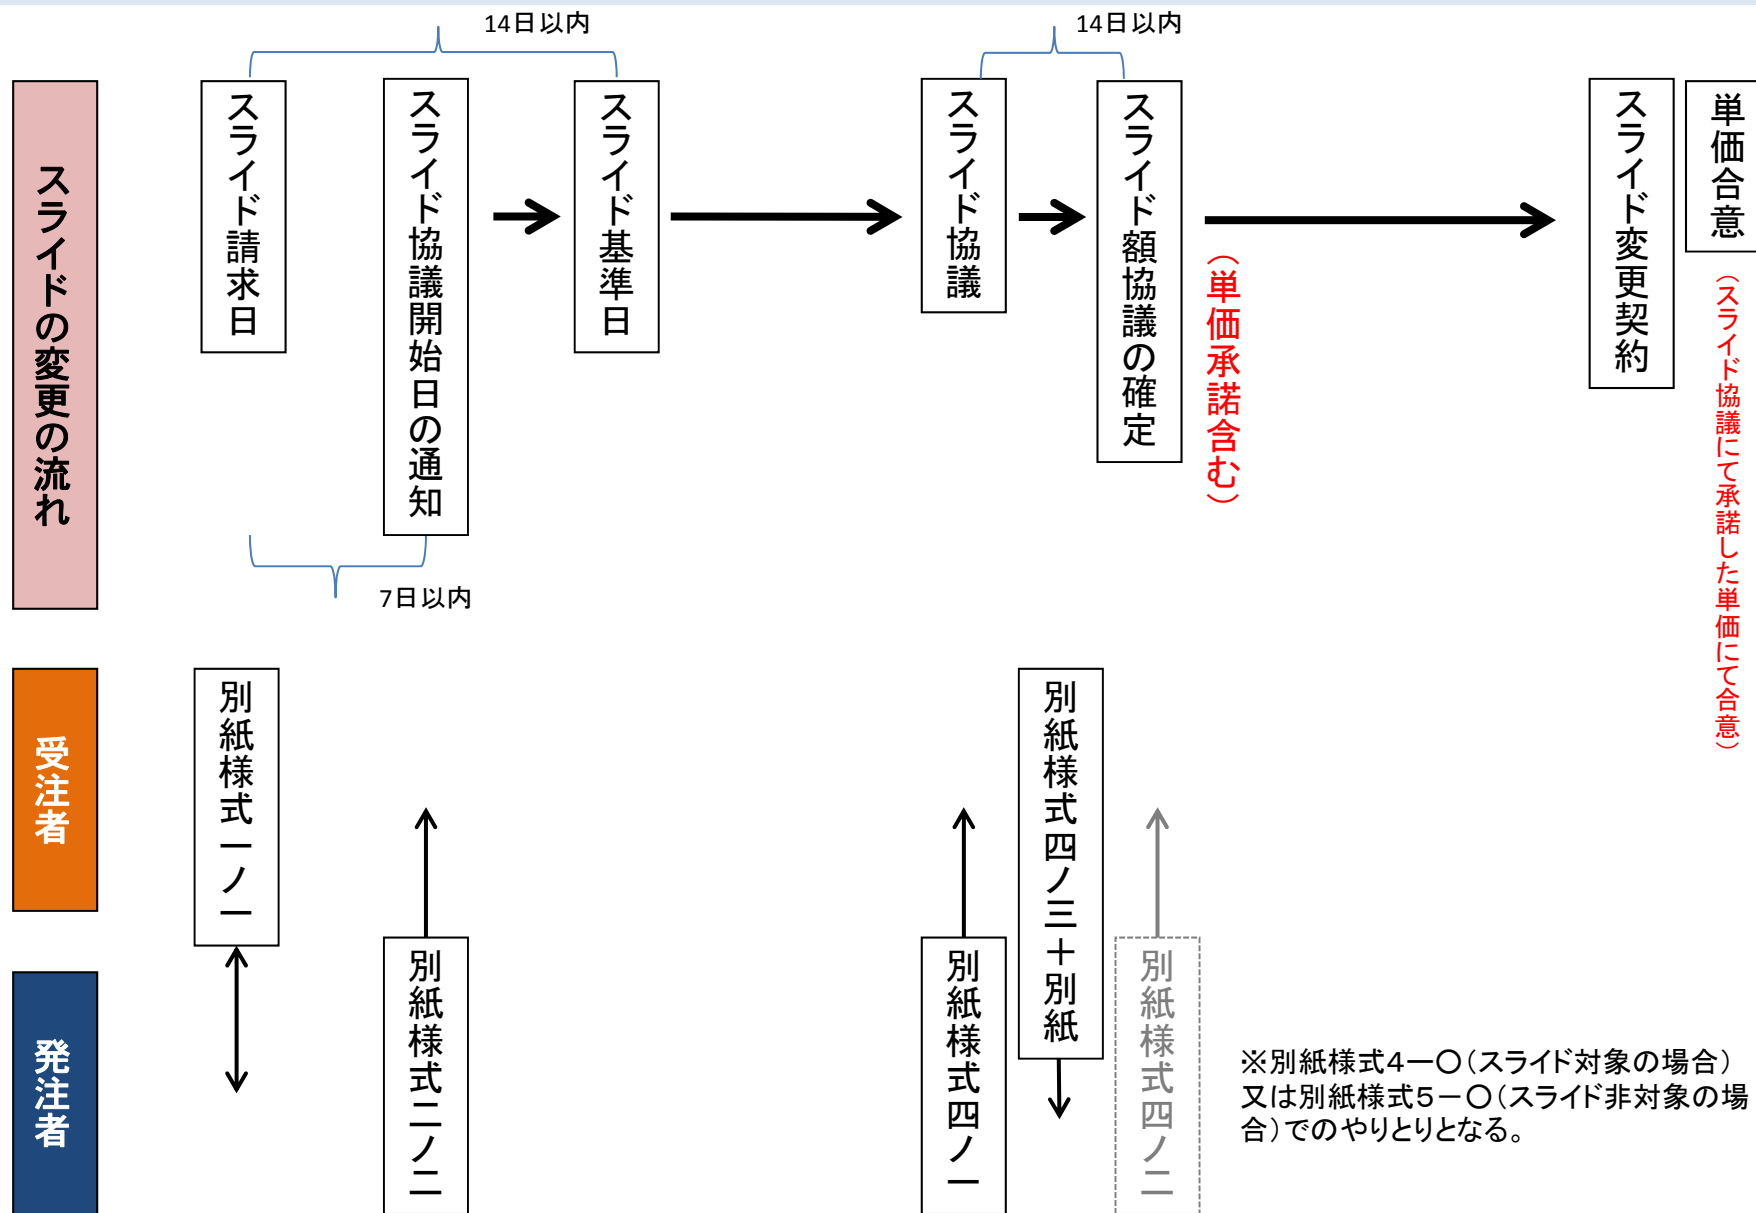 14日以内
14日以内
スライドの変更の流れ
スライド請求日
スライド協議開始日の通知
スライド基準日
スライド協議
スライド額協議の確定
（単価承諾含む）
スライド変更契約
単価合意
（スライド協議にて承諾した単価にて合意）
7日以内
受注者
別紙様式一ノ一
別紙様式四ノ三＋別紙
発注者
別紙様式二ノ二
別紙様式四ノ一
別紙様式四ノ二
※別紙様式4ー〇（スライド対象の場合）
又は別紙様式5－〇（スライド非対象の場
合）でのやりとりとなる。